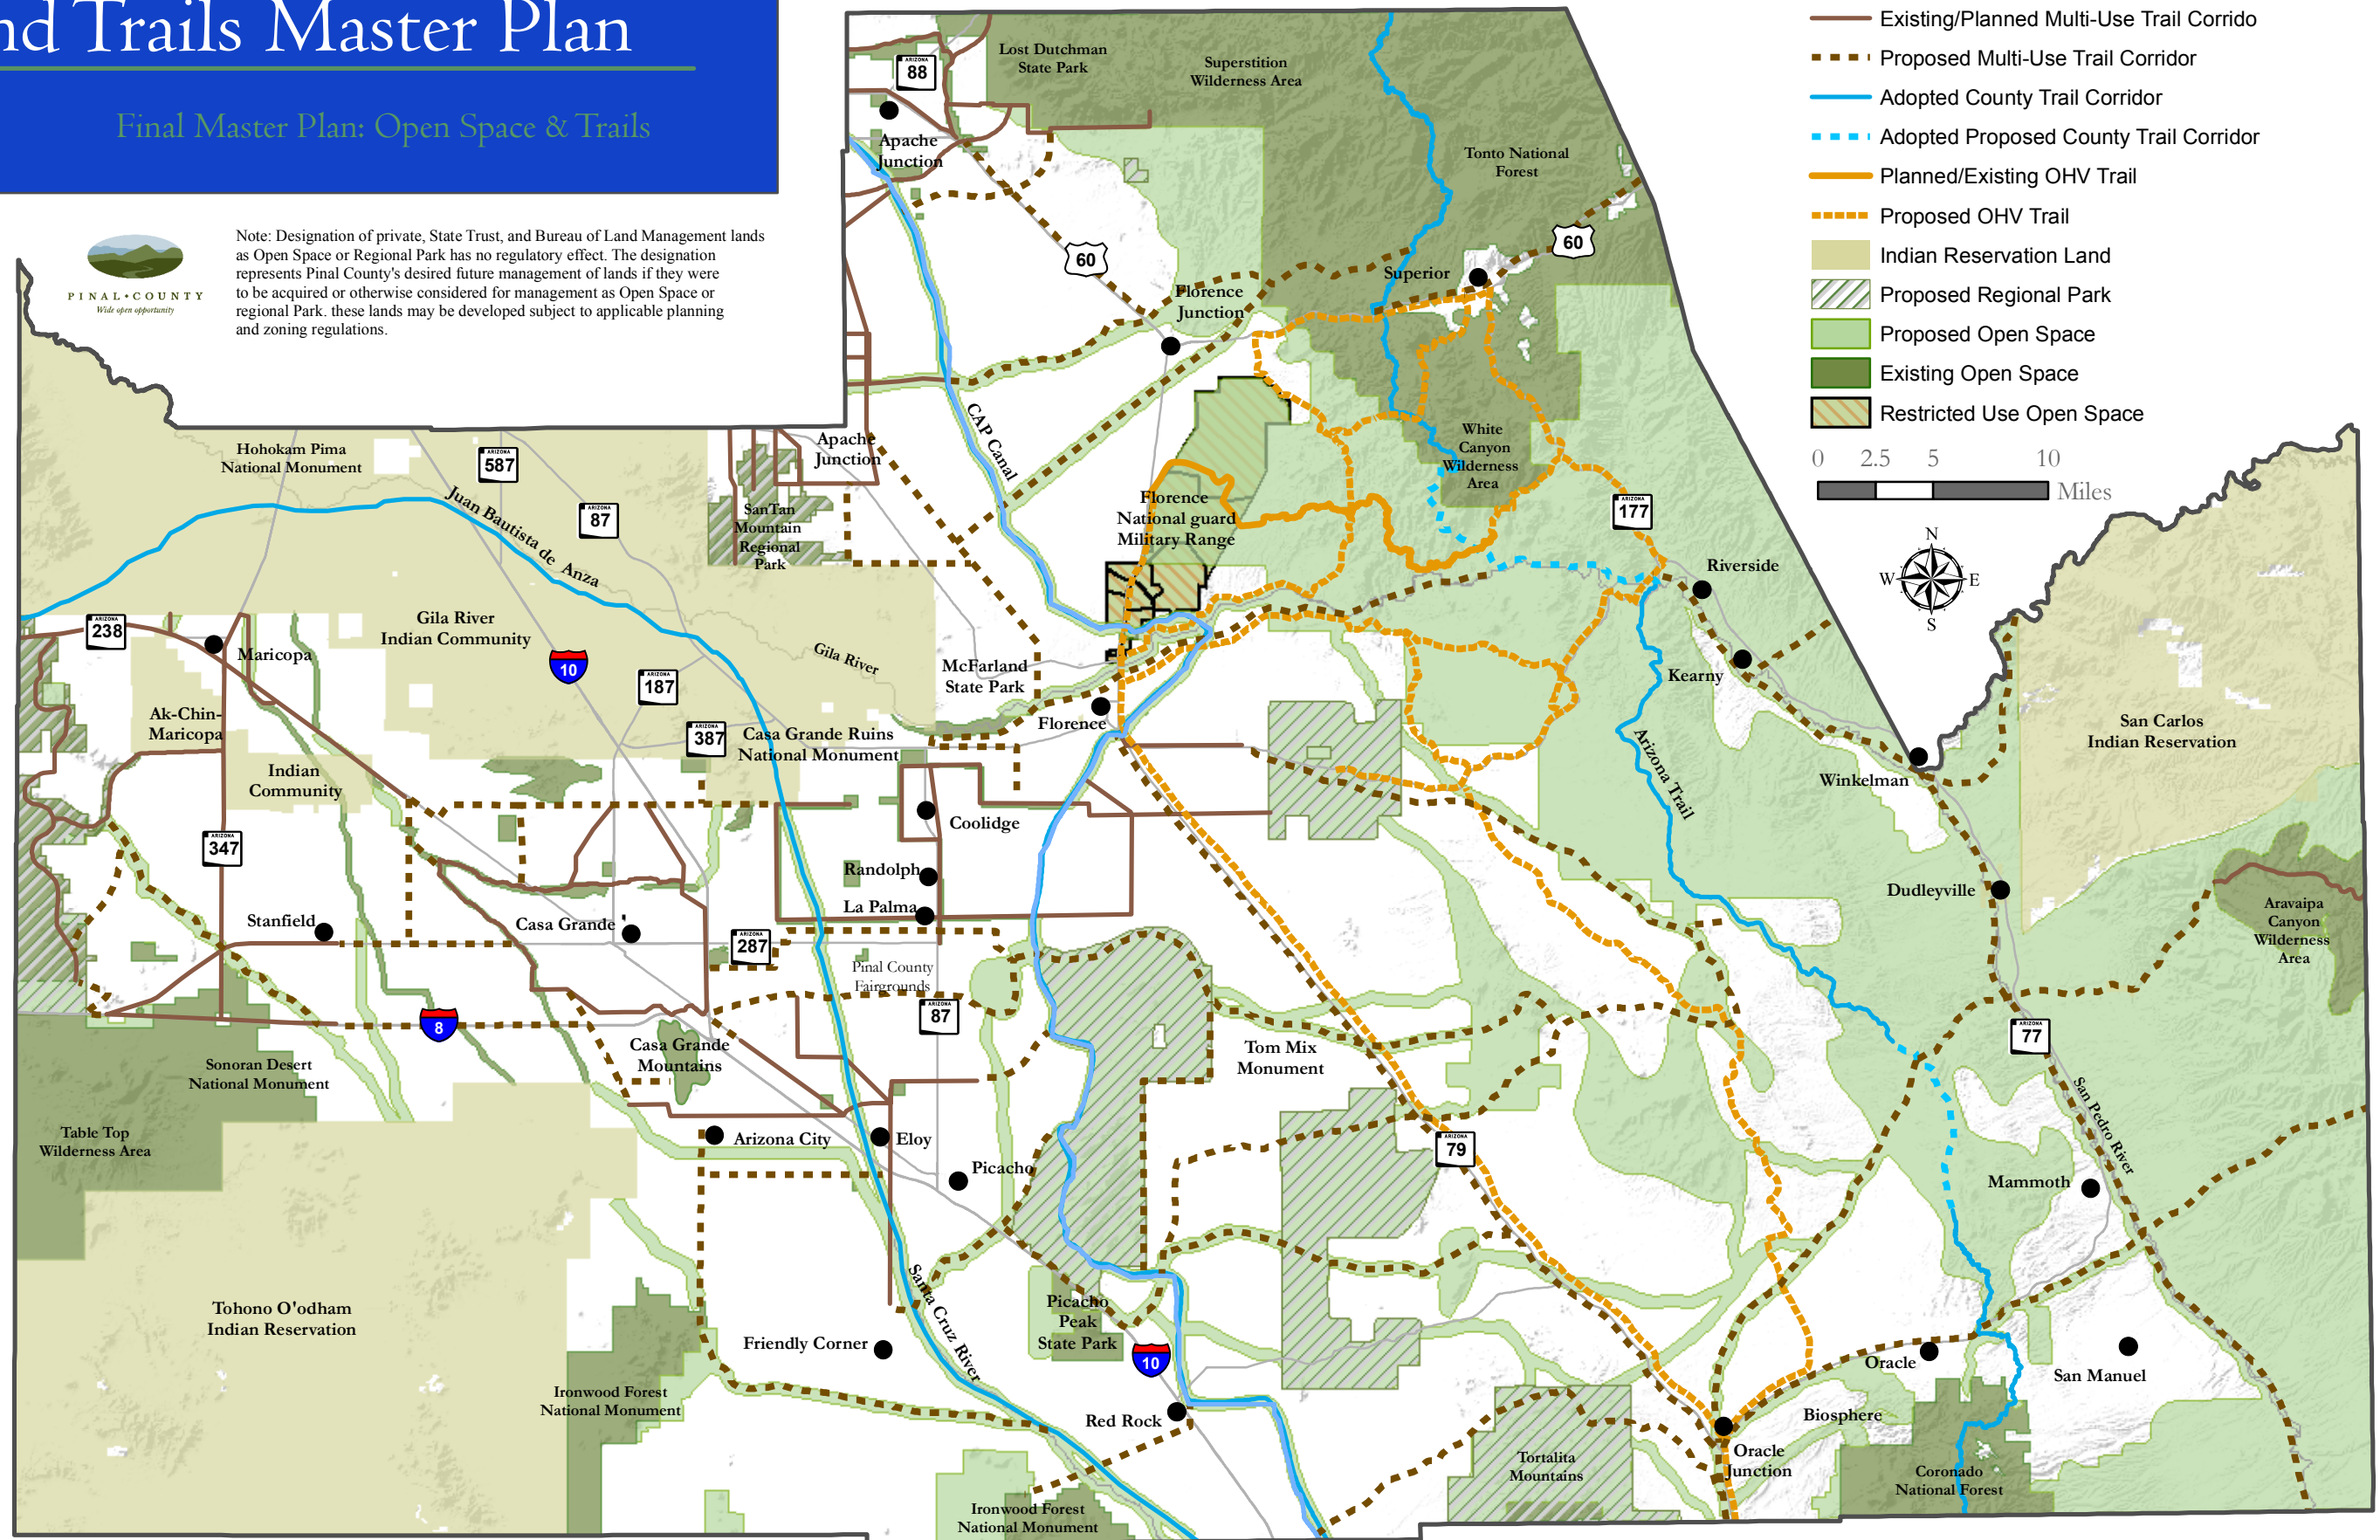 nd Trails Master Plan
Final Master Plan: Open Space & Trails
PINAL•COUNTY
Wide open opportunity
Note: Designation of private, State Trust, and Bureau of Land Management lands
as Open Space or Regional Park has no regulatory effect. The designation
represents Pinal County's desired future management of lands if they were
to be acquired or otherwise considered for management as Open Space or
regional Park. these lands may be developed subject to applicable planning
and zoning regulations.
Existing/Planned Multi-Use Trail Corrido
Proposed Multi-Use Trail Corridor
Adopted County Trail Corridor
Adopted Proposed County Trail Corridor
Planned/Existing OHV Trail
Proposed OHV Trail
Indian Reservation Land
Proposed Regional Park
Proposed Open Space
Existing Open Space
Restricted Use Open Space
0 2.5 5 10
Miles
N
W E
S
Lost Dutchman
State Park
Superstition
Wilderness Area
ARIZONA
88
Apache
Junction
Tonto National
Forest
60
60
Superior
Florence
Junction
CAP Canal
Apache
Junction
Hohokam Pima
National Monument
ARIZONA
587
ARIZONA
87
Juan Bautista de Anza
SanTan
Mountain
Regional
Park
Florence
National guard
Military Range
White
Canyon
Wilderness
Area
ARIZONA
177
Riverside
Gila River
Indian Community
ARIZONA
238
Maricopa
10
ARIZONA
187
Gila River
McFarland
State Park
Florence
Kearny
Ak-Chin-
Maricopa
ARIZONA
387
Casa Grande Ruins
National Monument
Indian
Community
Arizona Trail
San Carlos
Indian Reservation
Winkelman
ARIZONA
347
Coolidge
Randolph
La Palma
Dudleyville
Aravaipa
Canyon
Wilderness
Area
Stanfield
Casa Grande
ARIZONA
287
Pinal County
Fairgrounds
ARIZONA
87
8
Casa Grande
Mountains
Tom Mix
Monument
ARIZONA
77
Sonoran Desert
National Monument
San Pedro River
Table Top
Wilderness Area
Arizona City
Eloy
Picacho
ARIZONA
79
Mammoth
Tohono O'odham
Indian Reservation
Santa Cruz River
Picacho
Peak
State Park
Friendly Corner
10
Oracle
San Manuel
Ironwood Forest
National Monument
Red Rock
Biosphere
Oracle
Junction
Tortalita
Mountains
Coronado
National Forest
Ironwood Forest
National Monument